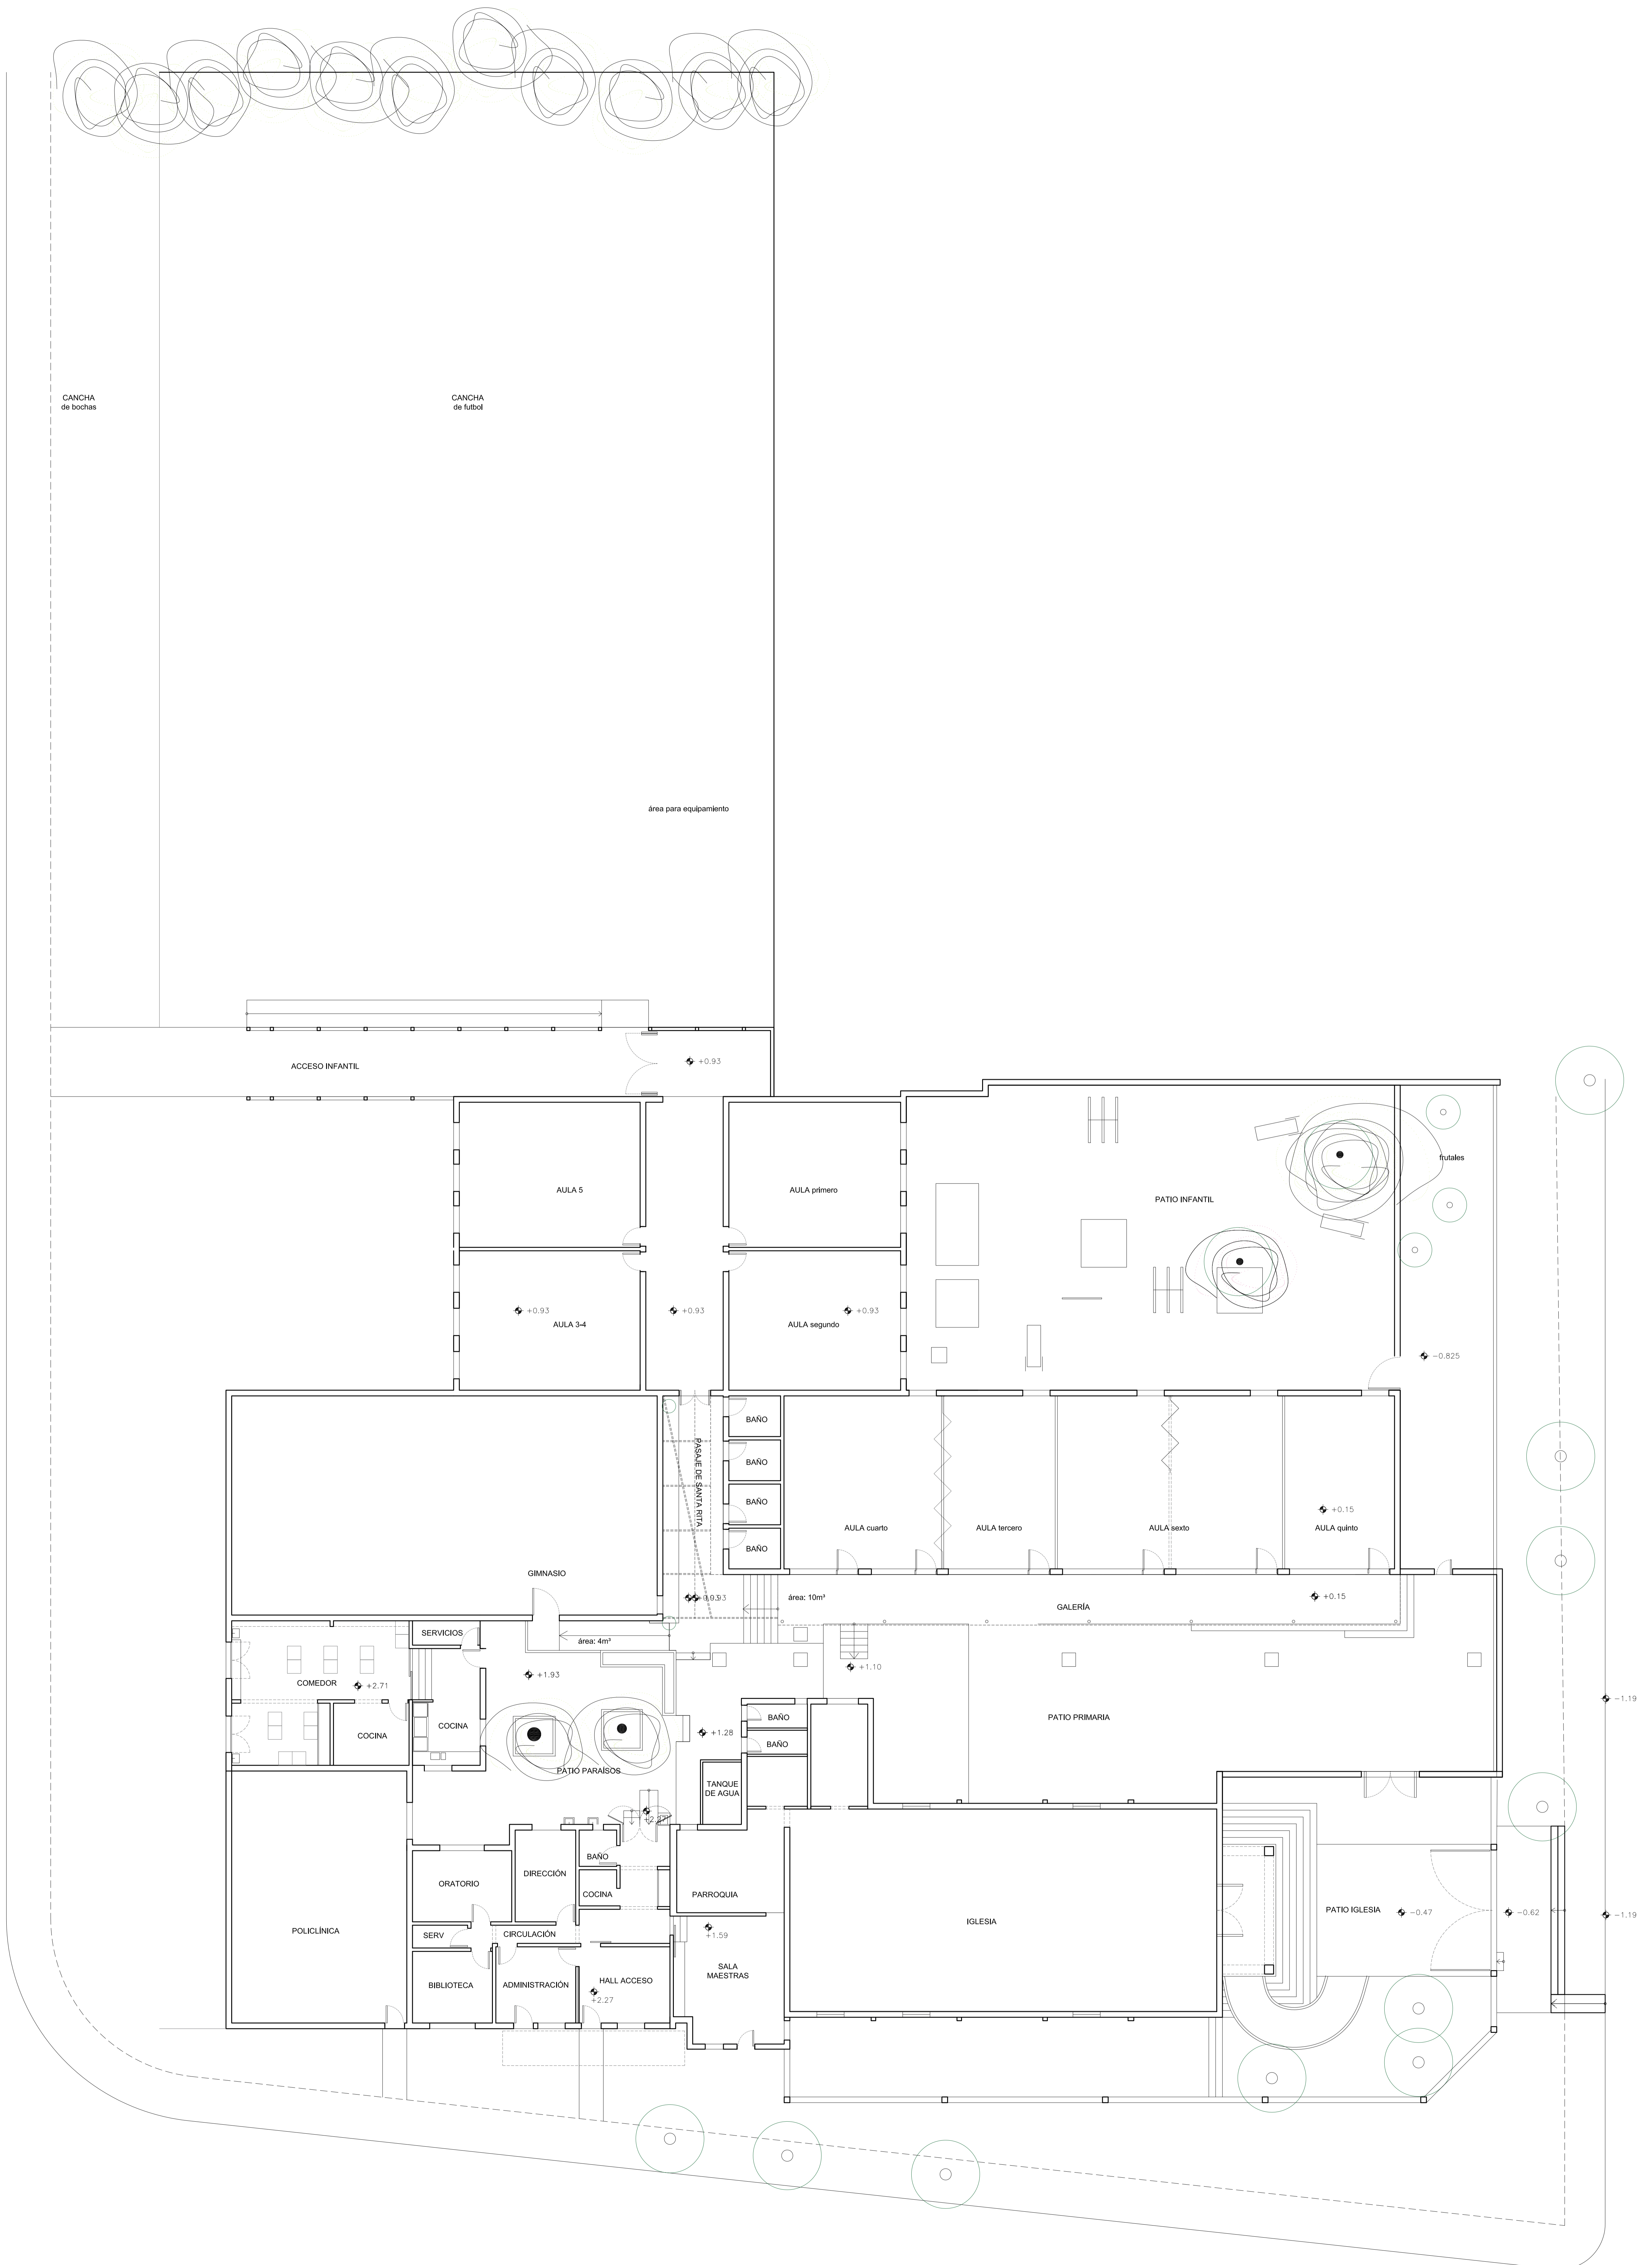 CANCHA
de bochas
CANCHA
de futbol
área para equipamiento
ACCESO INFANTIL
+0.93
frutales
AULA 5
AULA primero
PATIO INFANTIL
+0.93
+0.93
+0.93
AULA 3-4
AULA segundo
-0.825
BAÑO
PASAJE DE SANTA RITA
BAÑO
BAÑO
+0.15
AULA cuarto
AULA tercero
AULA sexto
AULA quinto
BAÑO
GIMNASIO
área: 10m²
+0.15
GALERÍA
SERVICIOS
área: 4m²
+1.10
+1.93
COMEDOR
+2.71
-1.19
BAÑO
PATIO PRIMARIA
COCINA
COCINA
+1.28
BAÑO
PATIO PARAÍSOS
TANQUE
DE AGUA
BAÑO
DIRECCIÓN
ORATORIO
COCINA
PARROQUIA
IGLESIA
PATIO IGLESIA
-0.47
-0.62
-1.19
POLICLÍNICA
SERV
CIRCULACIÓN
+1.59
SALA
MAESTRAS
BIBLIOTECA
ADMINISTRACIÓN
HALL ACCESO
+2.27